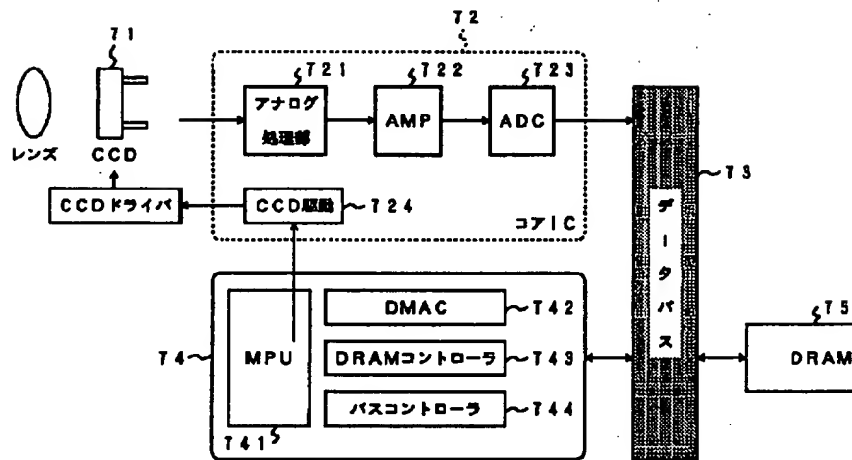 71
72
721
722
723
アナログ
処理部
AMP
ADC
レンズ
CCD
73
CCDドライバ
CCD駆動
724
コアIC
データバス
DMAC
742
75
74
MPU
DRAMコントローラ
743
DRAM
バスコントローラ
744
741